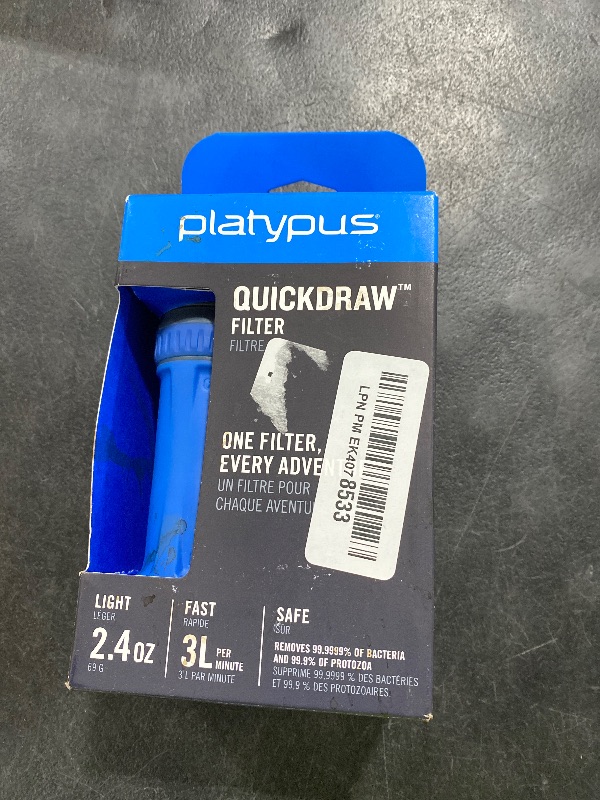 platypus
QUICKDRAW™
FILTER
FILTRE
ONE FILTER,
EVERY ADVENT
UN FILTRE POUR
CHAQUE AVENTU
LPN PM EK407 8533
LIGHT
LÉGER
2.4 OZ
69 G
FAST
RAPIDE
3L PER MINUTE
3 L PAR MINUTE
SAFE
SÛR
REMOVES 99.9999% OF BACTERIA
AND 99.9% OF PROTOZOA
SUPPRIME 99.9999 % DES BACTÉRIES
ET 99.9 % DES PROTOZOAIRES